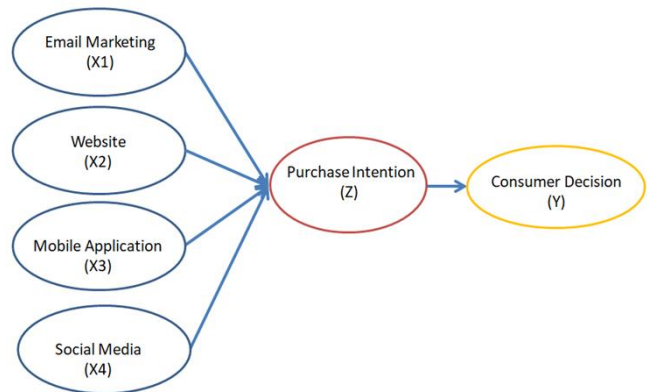 Email Marketing
(X1)
Website
(X2)
Mobile Application
(X3)
Social Media
(X4)
Purchase Intention
(Z)
Consumer Decision
(Y)